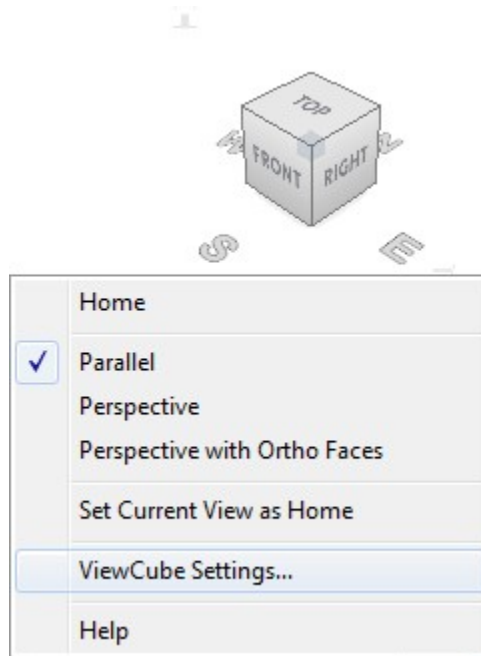 TOP
W
N
FRONT
RIGHT
S
E
Home
Parallel
Perspective
Perspective with Ortho Faces
Set Current View as Home
ViewCube Settings...
Help